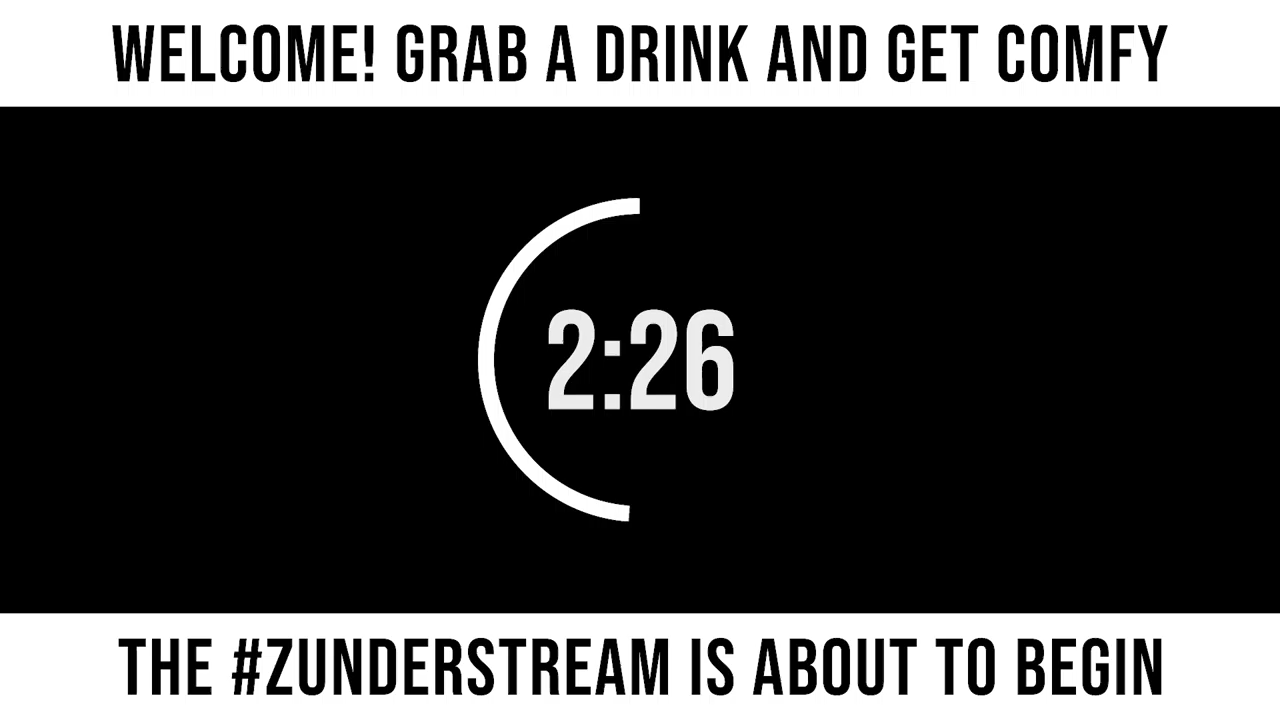 WELCOME! GRAB A DRINK AND GET COMFY
2:26
THE #ZUNDERSTREAM IS ABOUT TO BEGIN